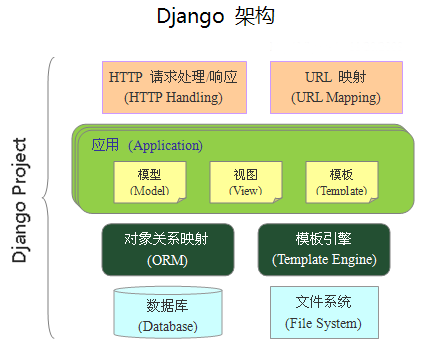 Django 架构
Django Project
HTTP 请求处理/响应
(HTTP Handling)
URL 映射
(URL Mapping)
应用 (Application)
模型
(Model)
视图
(View)
模板
(Template)
对象关系映射
(ORM)
模板引擎
(Template Engine)
数据库
(Database)
文件系统
(File System)